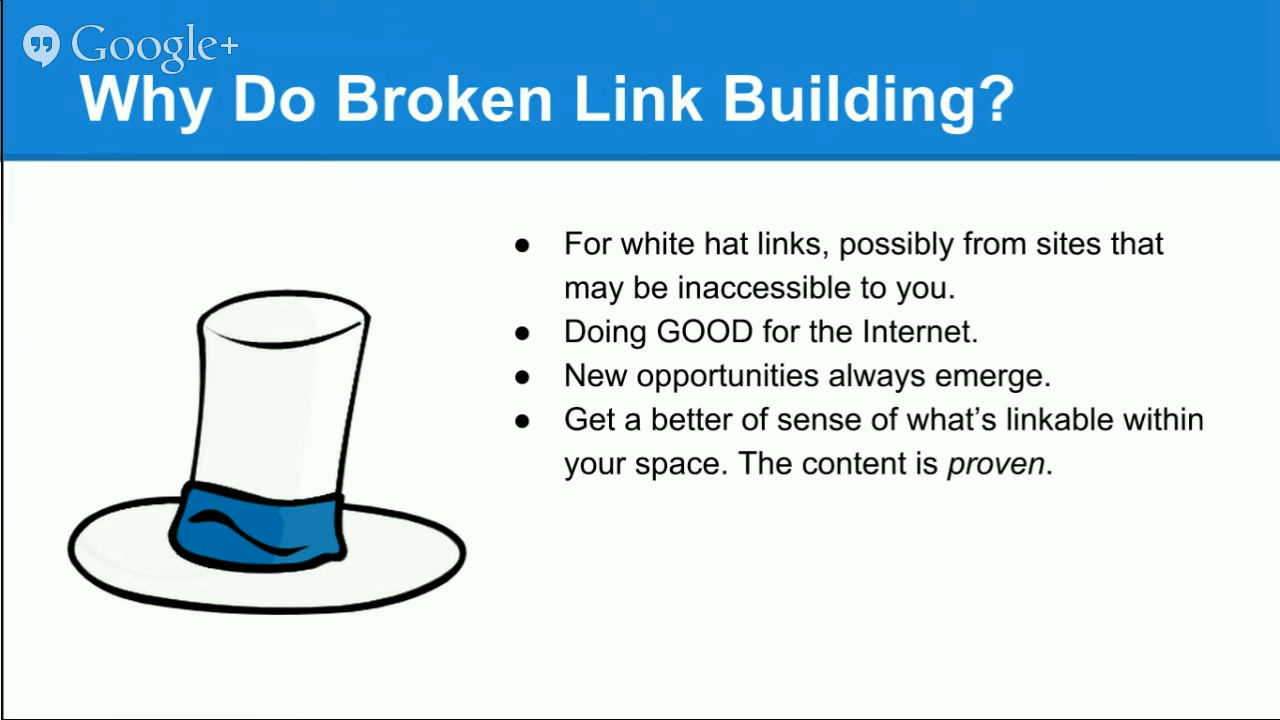 Google+
Why Do Broken Link Building?
● For white hat links, possibly from sites that
may be inaccessible to you.
● Doing GOOD for the Internet.
● New opportunities always emerge.
● Get a better of sense of what's linkable within
your space. The content is proven.